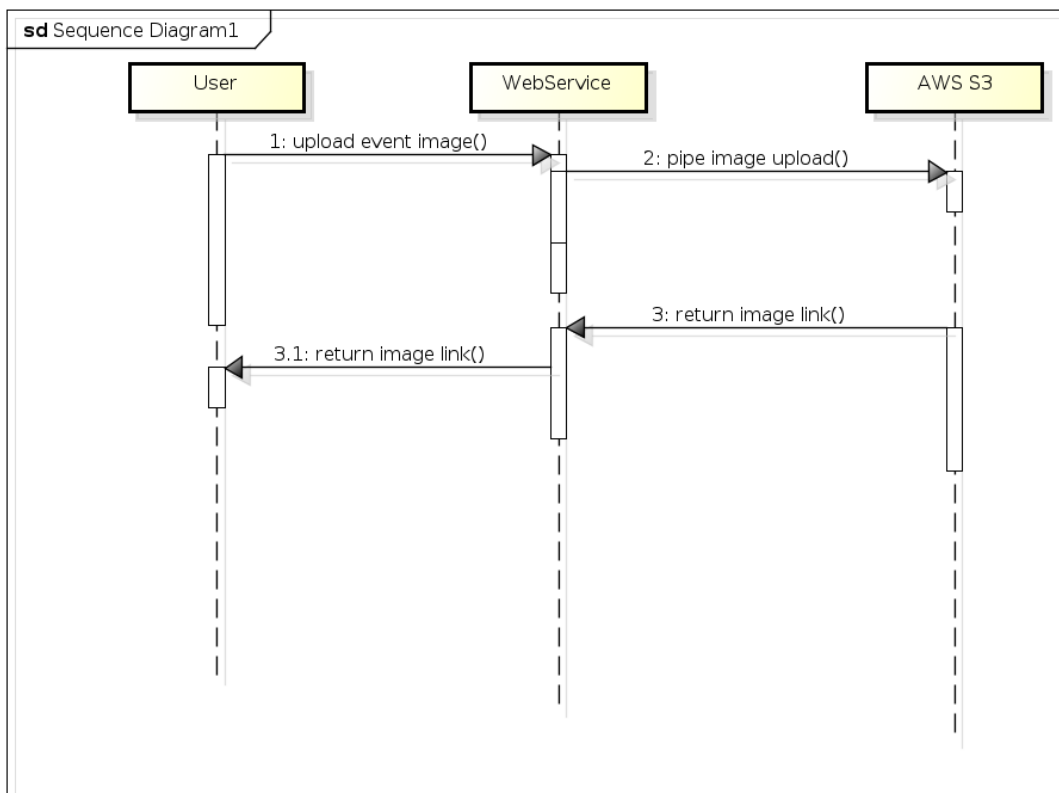 sd Sequence Diagram1
User
WebService
AWS S3
1: upload event image()
2: pipe image upload()
3: return image link()
3.1: return image link()